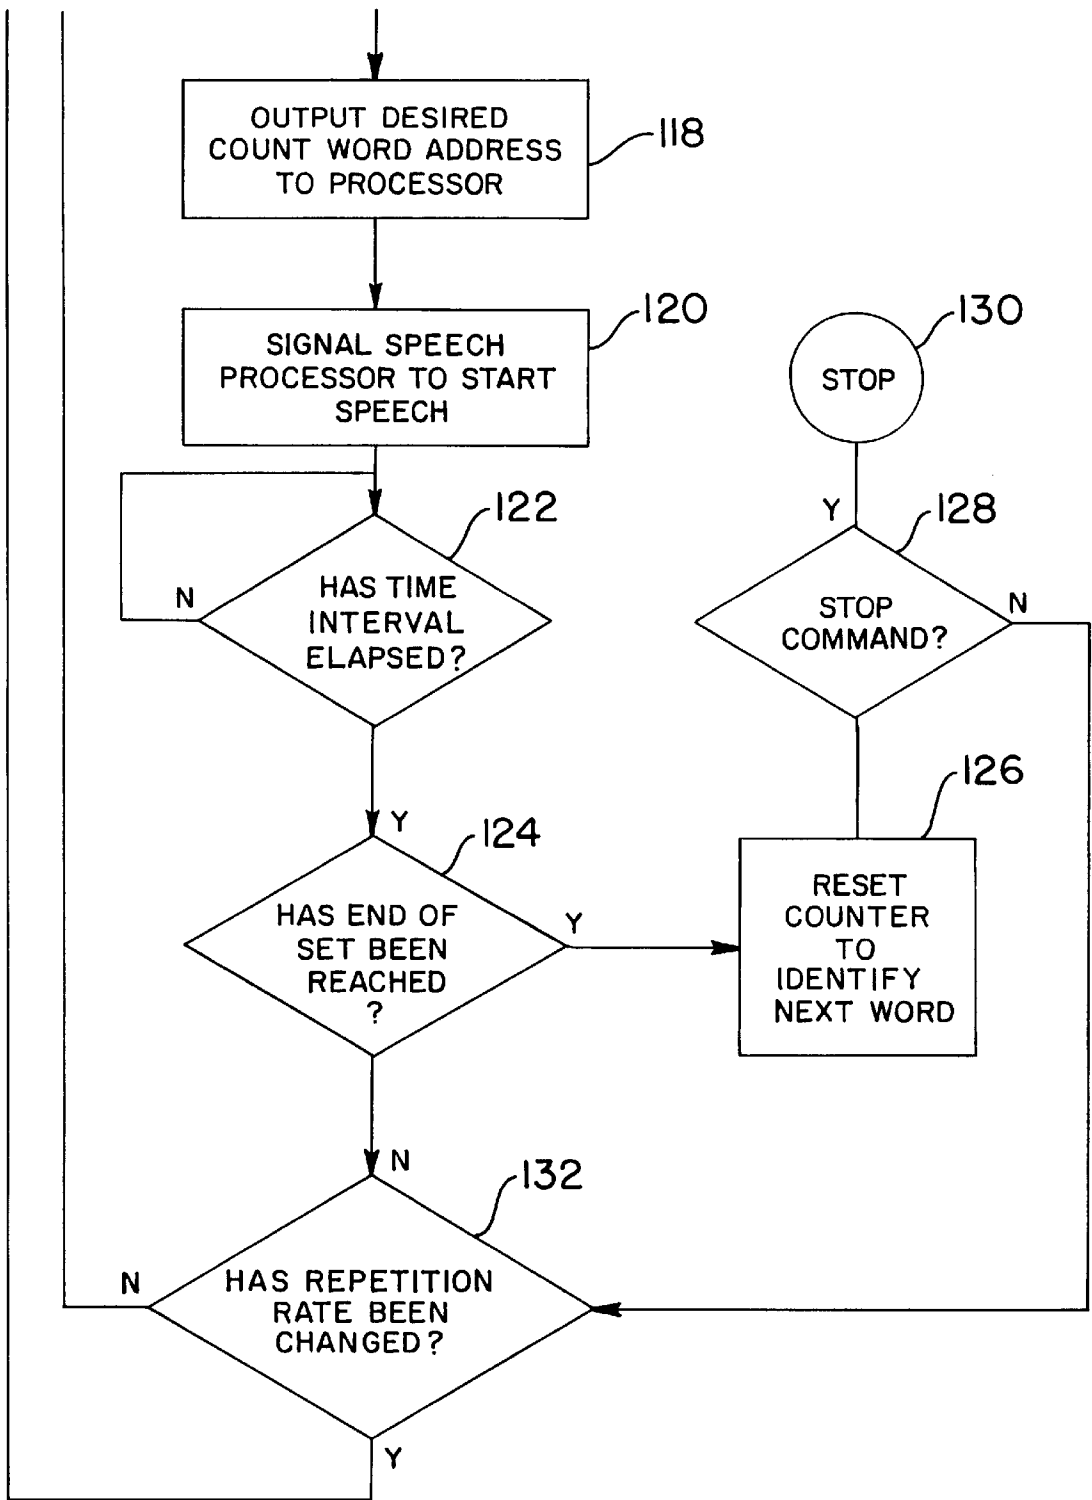 OUTPUT DESIRED
COUNT WORD ADDRESS
TO PROCESSOR
118
SIGNAL SPEECH
PROCESSOR TO START
SPEECH
120
STOP
130
HAS TIME
INTERVAL
ELAPSED?
122
N
Y
STOP
COMMAND?
128
Y
N
HAS END OF
SET BEEN
REACHED
?
124
Y
N
RESET
COUNTER
TO
IDENTIFY
NEXT WORD
126
HAS REPETITION
RATE BEEN
CHANGED?
132
N
Y